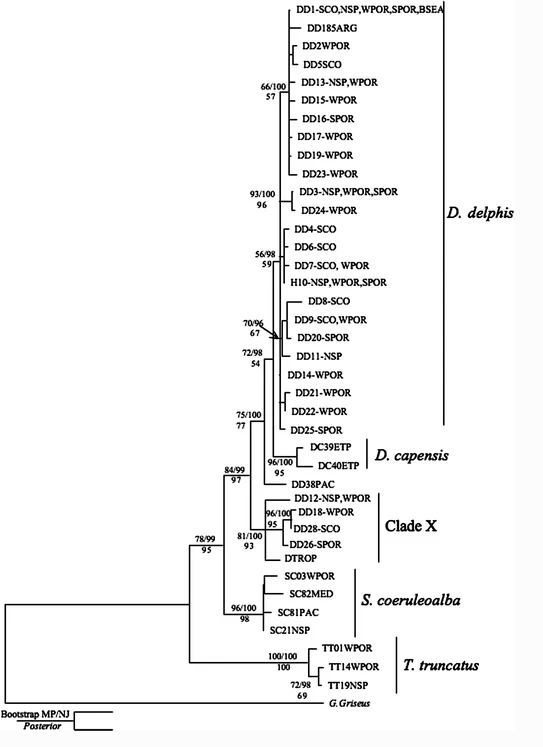 DD1-SCO,NSP,WPOR,SPOR,BSEA
DD185ARG
DD2WPOR
DD5SCO
DD13-NSP,WPOR
66/100
57
DD15-WPOR
DD16-SPOR
DD17-WPOR
DD19-WPOR
DD23-WPOR
93/100
96
DD3-NSP,WPOR,SPOR
DD24-WPOR
D. delphis
DD4-SCO
DD6-SCO
56/98
59
DD7-SCO, WPOR
H10-NSP,WPOR,SPOR
DD8-SCO
70/96
67
DD9-SCO,WPOR
DD20-SPOR
72/98
54
DD11-NSP
DD14-WPOR
DD21-WPOR
DD22-WPOR
75/100
77
DD25-SPOR
DC39ETP
96/100
95
DC40ETP
D. capensis
84/99
97
DD38PAC
DD12-NSP,WPOR
96/100
95
DD18-WPOR
DD28-SCO
Clade X
81/100
93
DD26-SPOR
DTROP
78/99
95
SC03WPOR
SC82MED
S. coeruleoalba
96/100
98
SC81PAC
SC21NSP
TT01WPOR
100/100
100
TT14WPOR
T. truncatus
72/98
69
TT19NSP
G.Griseus
Bootstrap MP/NJ
Posterior